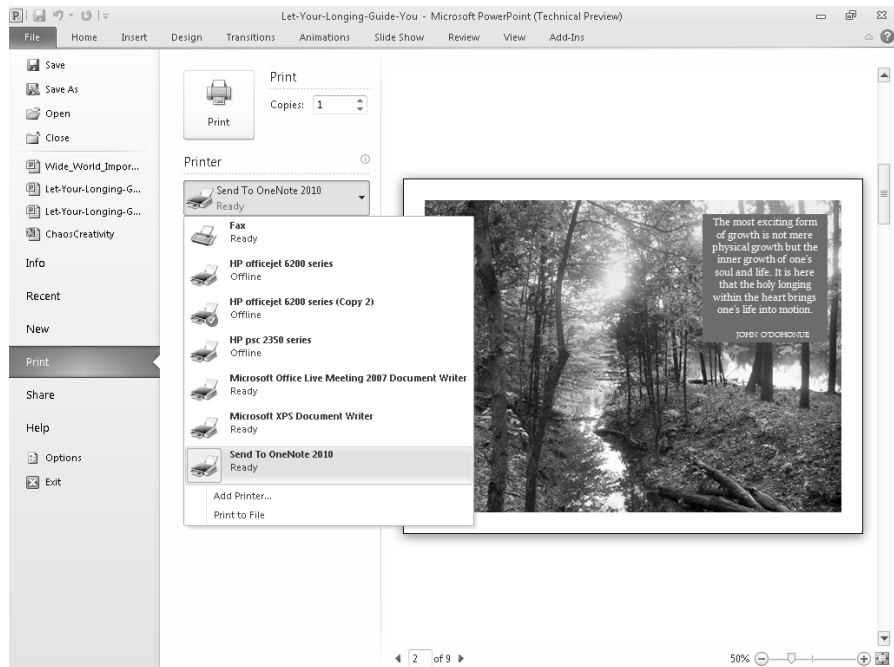 Let-Your-Longing-Guide-You - Microsoft PowerPoint (Technical Preview)
File Home Insert Design Transitions Animations Slide Show Review View Add-Ins
Save
Save As
Open
Close
Wide_World_Impor...
Let-Your-Longing-G...
Let-Your-Longing-G...
ChaosCreativity
Info
Recent
New
Print
Share
Help
Options
Exit
Print
Print
Copies: 1
Printer
Send To OneNote 2010
Ready
Fax
Ready
HP officejet 6200 series
Offline
HP officejet 6200 series (Copy 2)
Offline
HP psc 2350 series
Offline
Microsoft Office Live Meeting 2007 Document Writer
Ready
Microsoft XPS Document Writer
Ready
Send To OneNote 2010
Ready
Add Printer...
Print to File
The most exciting form
of growth is not mere
physical growth but the
inner growth of one's
soul and life. It is here
that the holy longing
within the heart brings
one's life into motion.
JOHN O'DOHONUE
2 of 9
50%